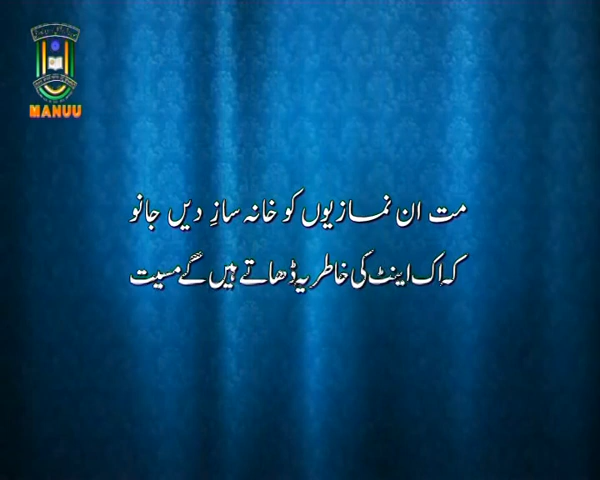 MANUU
مت ان نمازیوں کو خانہ سازِ دیں جانو
کہ اک اینٹ کی خاطر یہ ڈھاتے ہیں گے مسیت